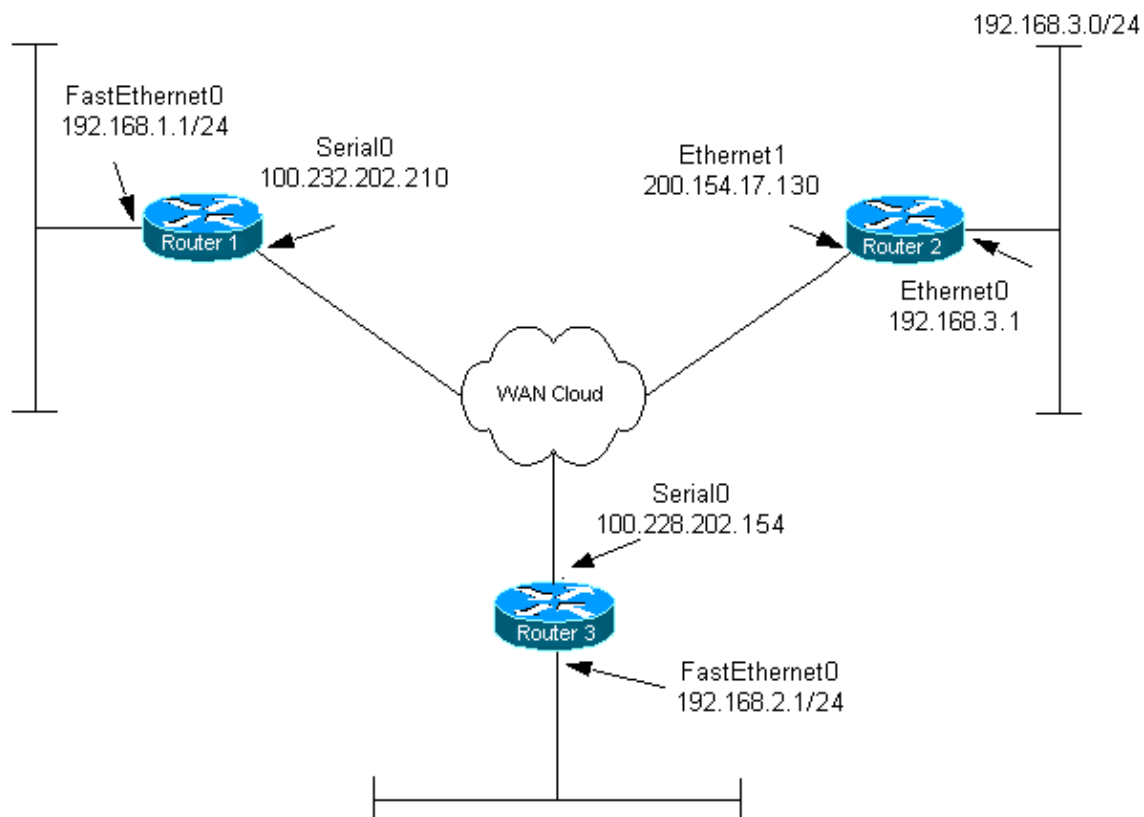 192.168.3.0/24
FastEthernet0
192.168.1.1/24
Serial0
100.232.202.210
Ethernet1
200.154.17.130
Router 1
Router 2
Ethernet0
192.168.3.1
WAN Cloud
Serial0
100.228.202.154
Router 3
FastEthernet0
192.168.2.1/24